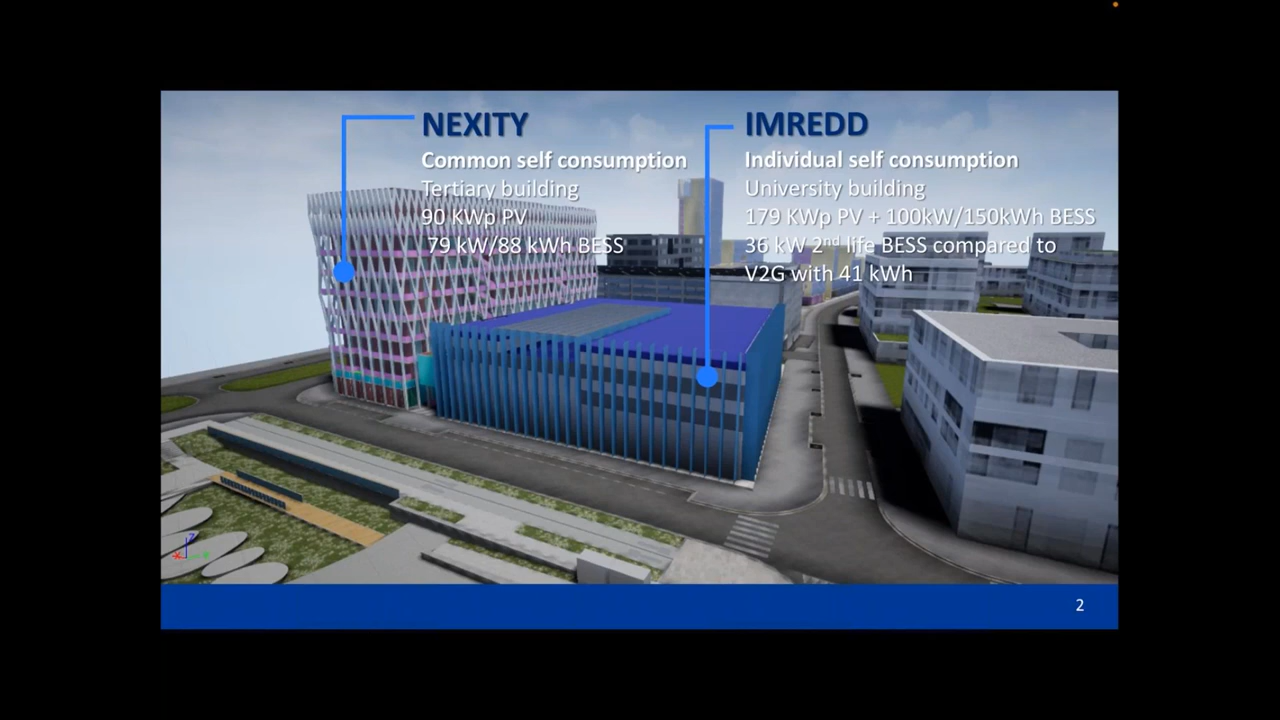 NEXITY
Common self consumption
Tertiary building
90 KWp PV
79 kW/88 kWh BESS
IMREDD
Individual self consumption
University building
179 KWp PV + 100kW/150kWh BESS
36 kW 2nd life BESS compared to
V2G with 41 kWh
2